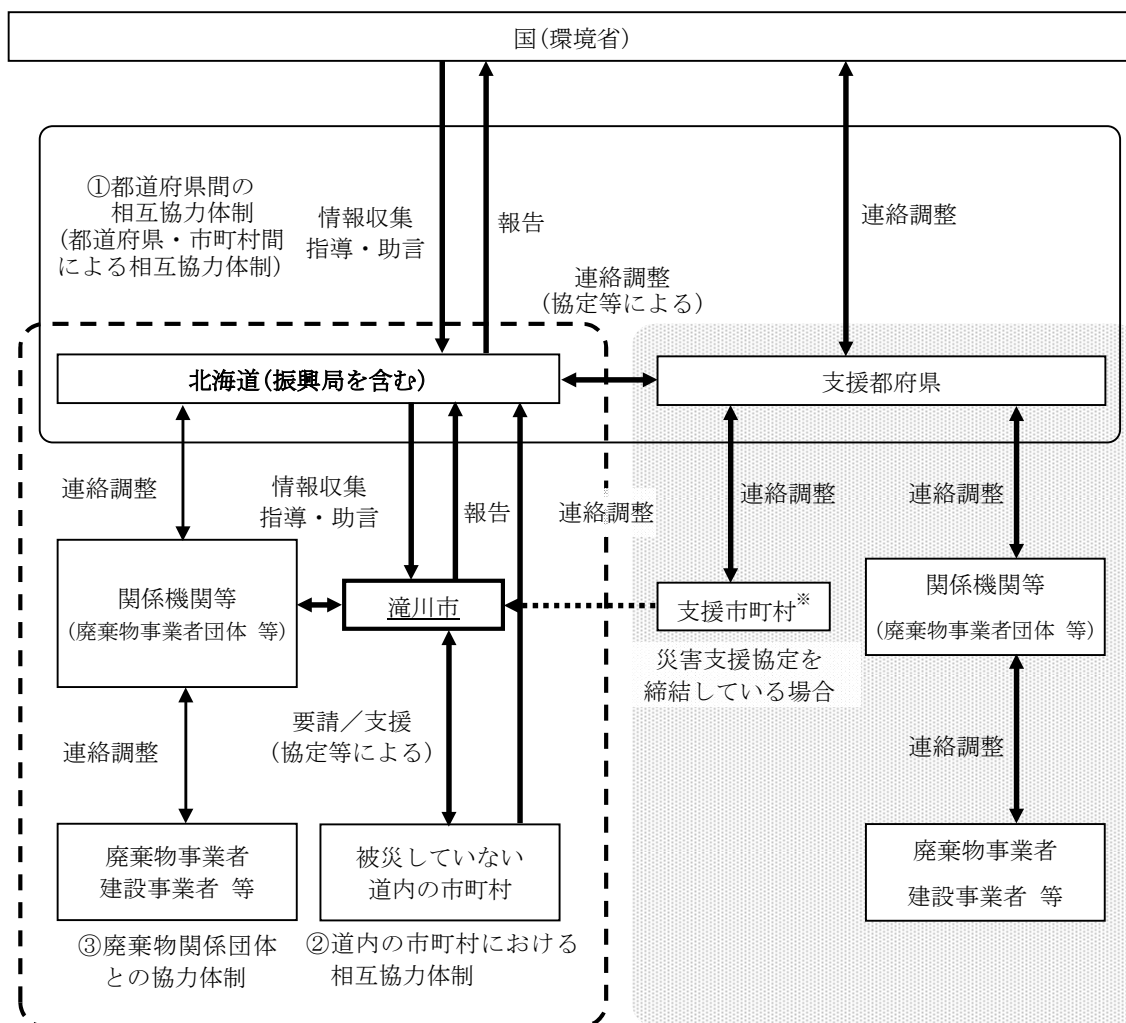 国(環境省)
①都道府県間の
相互協力体制
(都道府県・市町村間
による相互協力体制)
情報収集
指導・助言
報告
連絡調整
連絡調整
(協定等による)
北海道(振興局を含む)
支援都府県
連絡調整
情報収集
指導・助言
報告
連絡調整
連絡調整
連絡調整
関係機関等
(廃棄物事業者団体 等)
滝川市
支援市町村※
関係機関等
(廃棄物事業者団体 等)
災害支援協定を
締結している場合
連絡調整
要請/支援
(協定等による)
連絡調整
廃棄物事業者
建設事業者 等
被災していない
道内の市町村
廃棄物事業者
建設事業者 等
③廃棄物関係団体
との協力体制
②道内の市町村における
相互協力体制